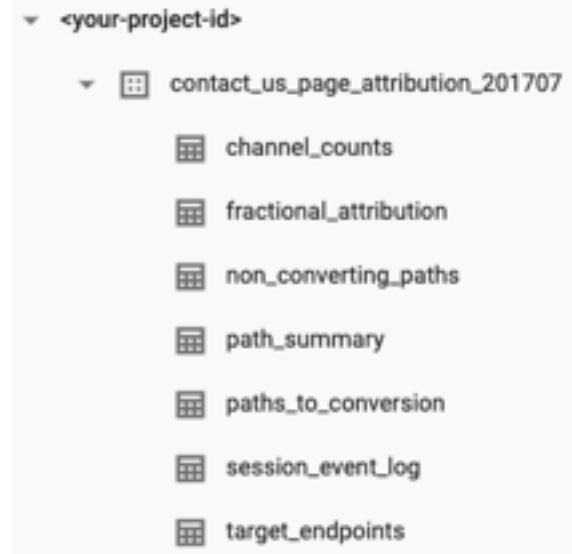 <your-project-id>
contact_us_page_attribution_201707
channel_counts
fractional_attribution
non_converting_paths
path_summary
paths_to_conversion
session_event_log
target_endpoints